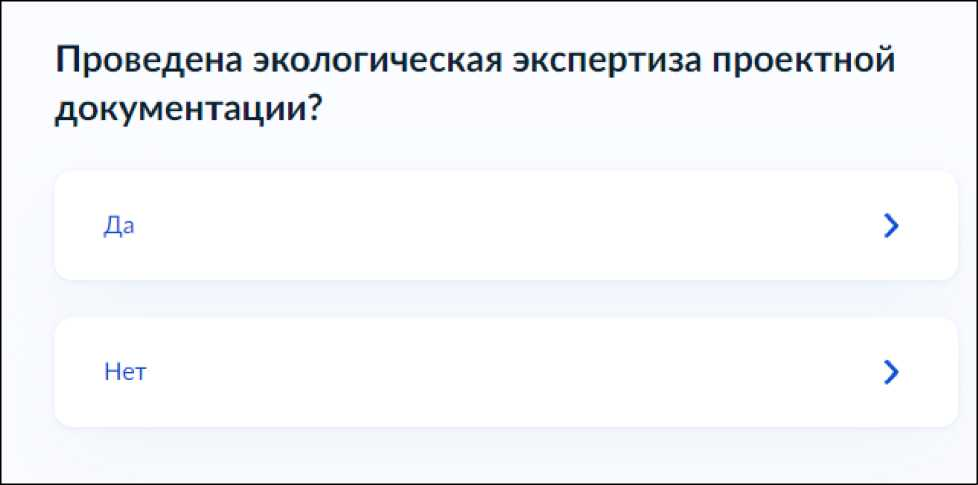 Проведена экологическая экспертиза проектной
документации?
Да
Нет